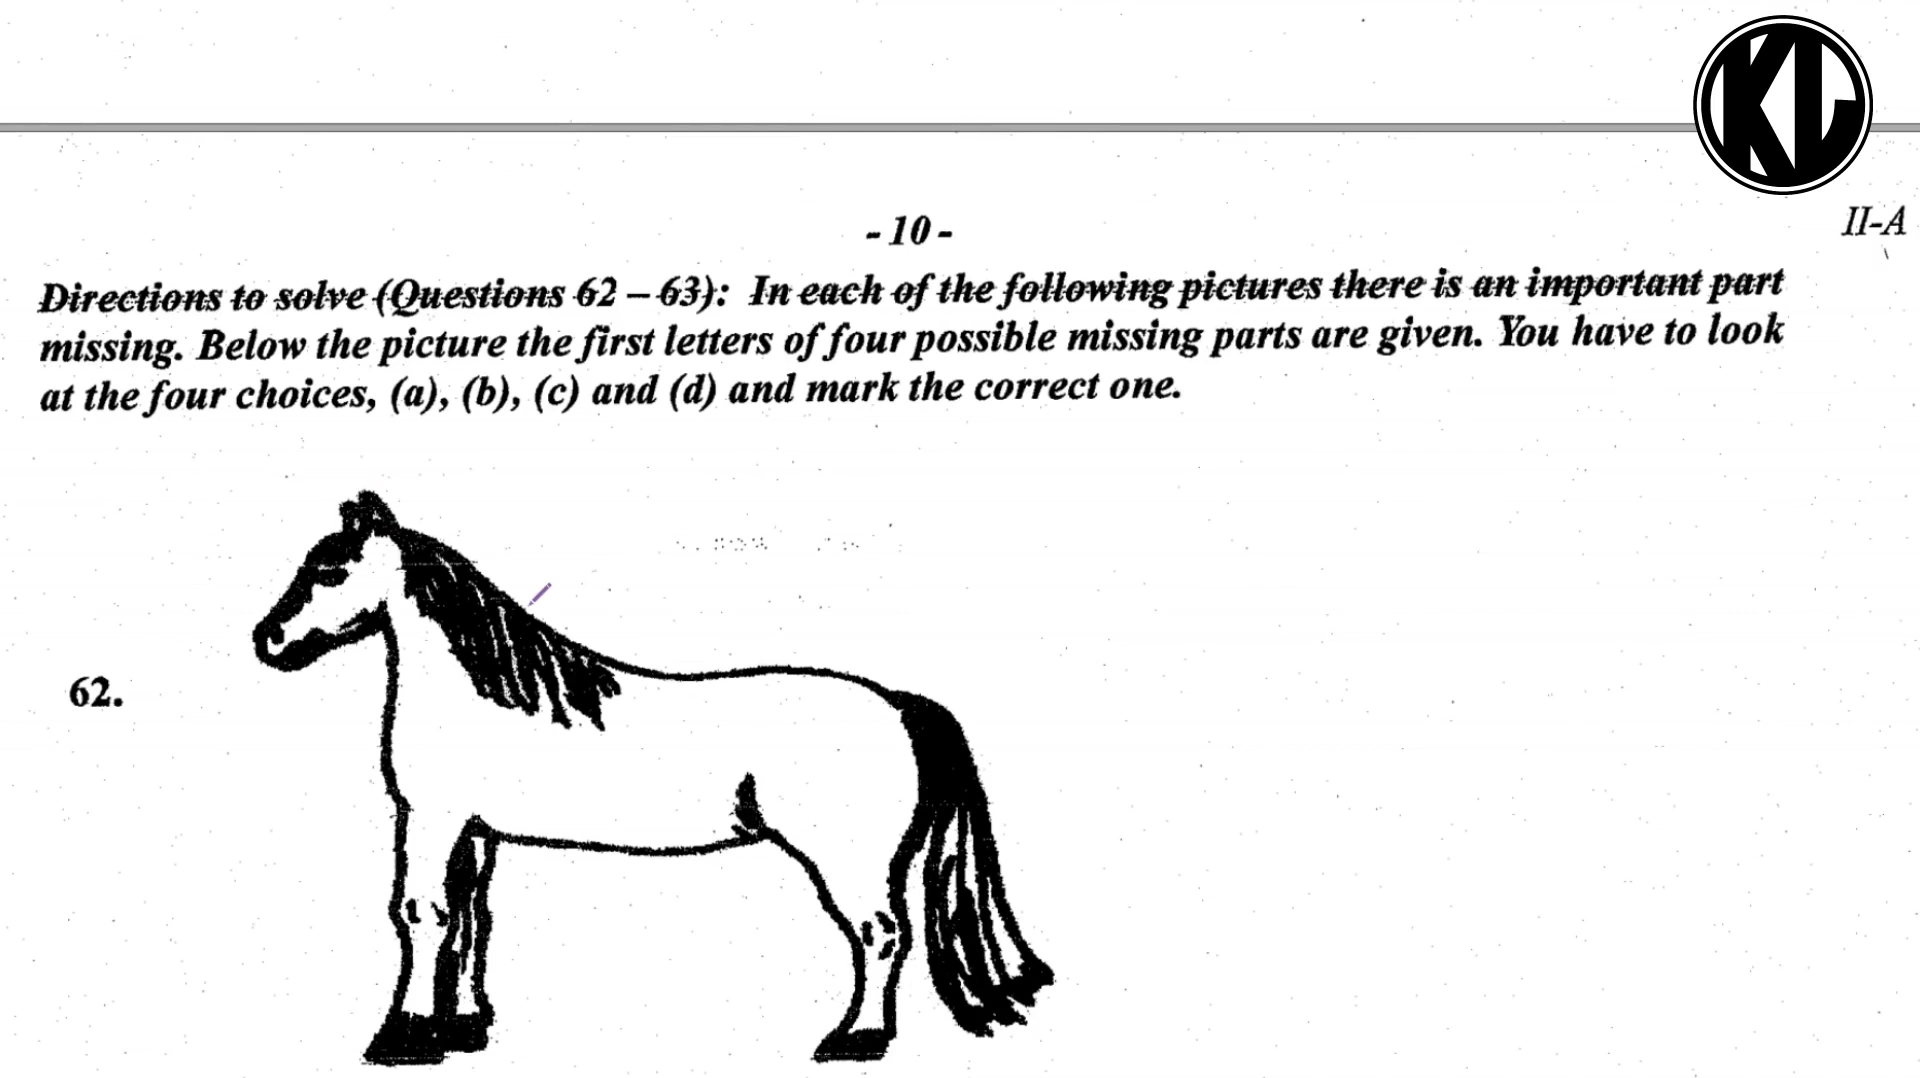 KL
- 10 -
II-A
Directions to solve (Questions 62 – 63): In each of the following pictures there is an important part
missing. Below the picture the first letters of four possible missing parts are given. You have to look
at the four choices, (a), (b), (c) and (d) and mark the correct one.
62.